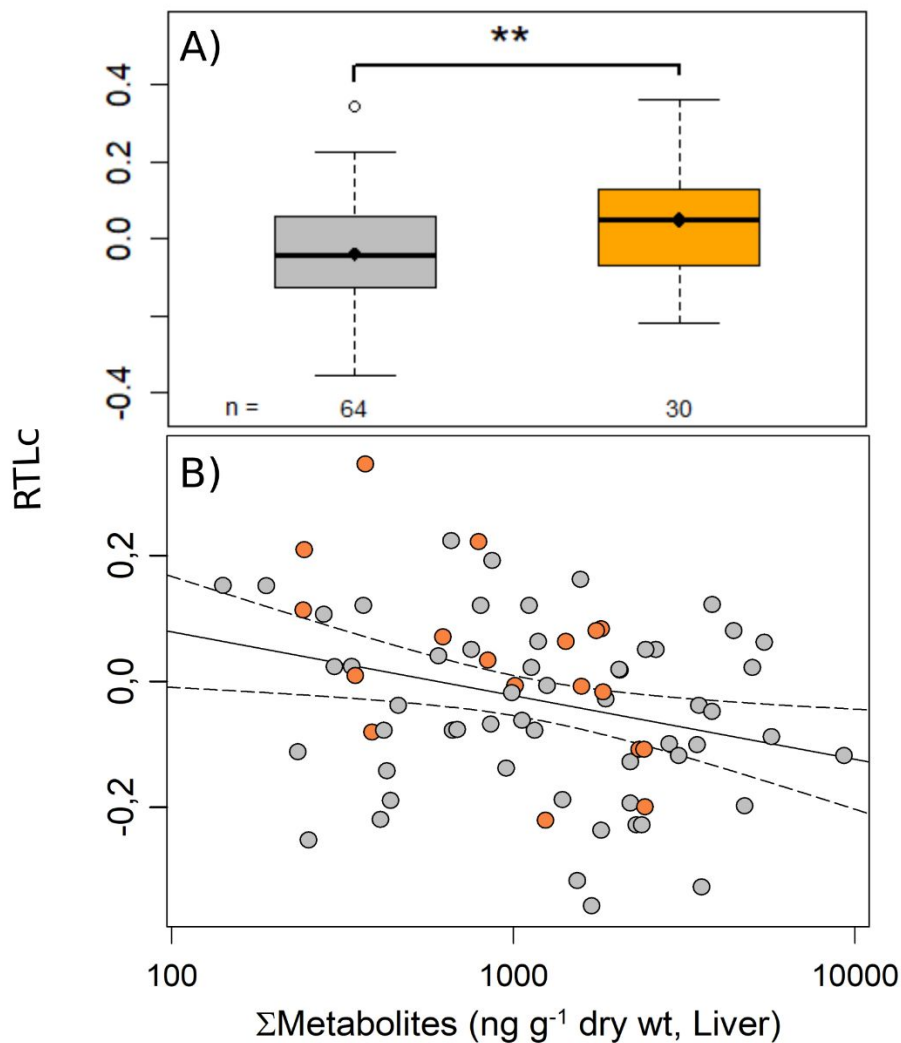 A)
**
0.4
0.2
0.0
-0.4
n =
64
30
RTLc
B)
0,2
0,0
-0,2
100
1000
10000
ΣMetabolites (ng g⁻¹ dry wt, Liver)